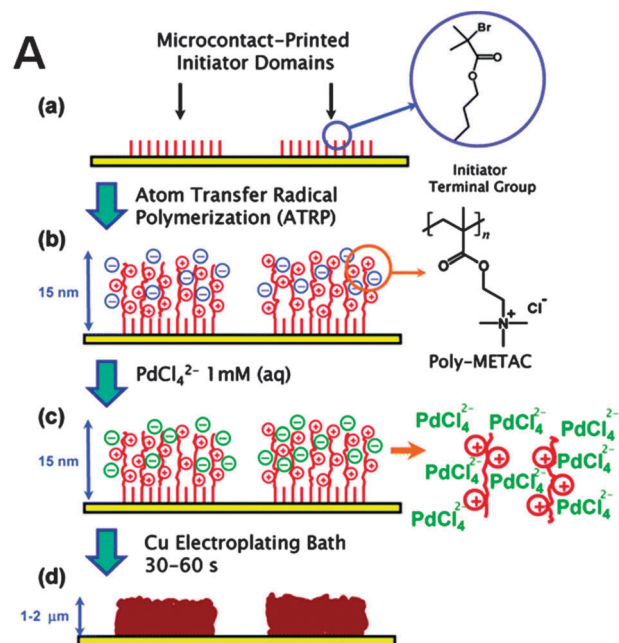 A
Microcontact-Printed
Initiator Domains
(a)
Br
O
O
Initiator
Terminal Group
Atom Transfer Radical
Polymerization (ATRP)
(b)
15 nm
n
O
O
N+
Cl-
Poly-METAC
PdCl₄²⁻ 1mM (aq)
(c)
15 nm
PdCl₄²⁻
PdCl₄²⁻
PdCl₄²⁻
PdCl₄²⁻
PdCl₄²⁻
PdCl₄²⁻
PdCl₄²⁻
PdCl₄²⁻
PdCl₄²⁻
Cu Electroplating Bath
30-60 s
(d)
1-2 μm